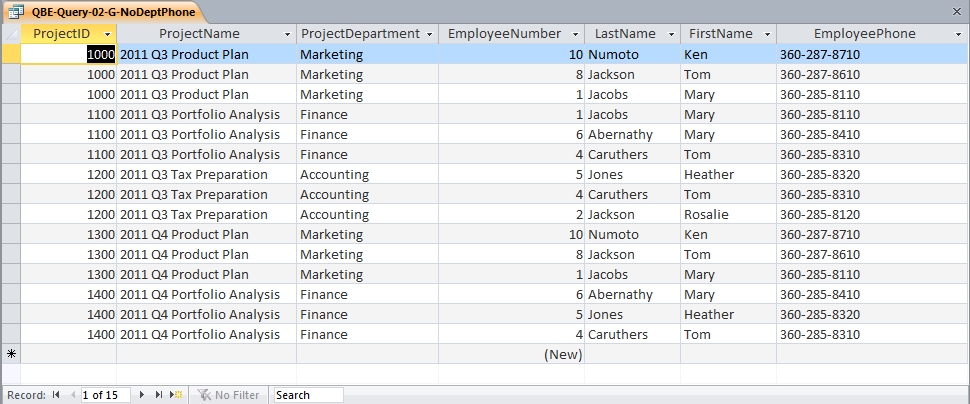 QBE-Query-02-G-NoDeptPhone
ProjectID ProjectName ProjectDepartment EmployeeNumber LastName FirstName EmployeePhone
1000 2011 Q3 Product Plan Marketing 10 Numoto Ken 360-287-8710
1000 2011 Q3 Product Plan Marketing 8 Jackson Tom 360-287-8610
1000 2011 Q3 Product Plan Marketing 1 Jacobs Mary 360-285-8110
1100 2011 Q3 Portfolio Analysis Finance 1 Jacobs Mary 360-285-8110
1100 2011 Q3 Portfolio Analysis Finance 6 Abernathy Mary 360-285-8410
1100 2011 Q3 Portfolio Analysis Finance 4 Caruthers Tom 360-285-8310
1200 2011 Q3 Tax Preparation Accounting 5 Jones Heather 360-285-8320
1200 2011 Q3 Tax Preparation Accounting 4 Caruthers Tom 360-285-8310
1200 2011 Q3 Tax Preparation Accounting 2 Jackson Rosalie 360-285-8120
1300 2011 Q4 Product Plan Marketing 10 Numoto Ken 360-287-8710
1300 2011 Q4 Product Plan Marketing 8 Jackson Tom 360-287-8610
1300 2011 Q4 Product Plan Marketing 1 Jacobs Mary 360-285-8110
1400 2011 Q4 Portfolio Analysis Finance 6 Abernathy Mary 360-285-8410
1400 2011 Q4 Portfolio Analysis Finance 5 Jones Heather 360-285-8320
1400 2011 Q4 Portfolio Analysis Finance 4 Caruthers Tom 360-285-8310
(New)
Record: 1 of 15 No Filter Search